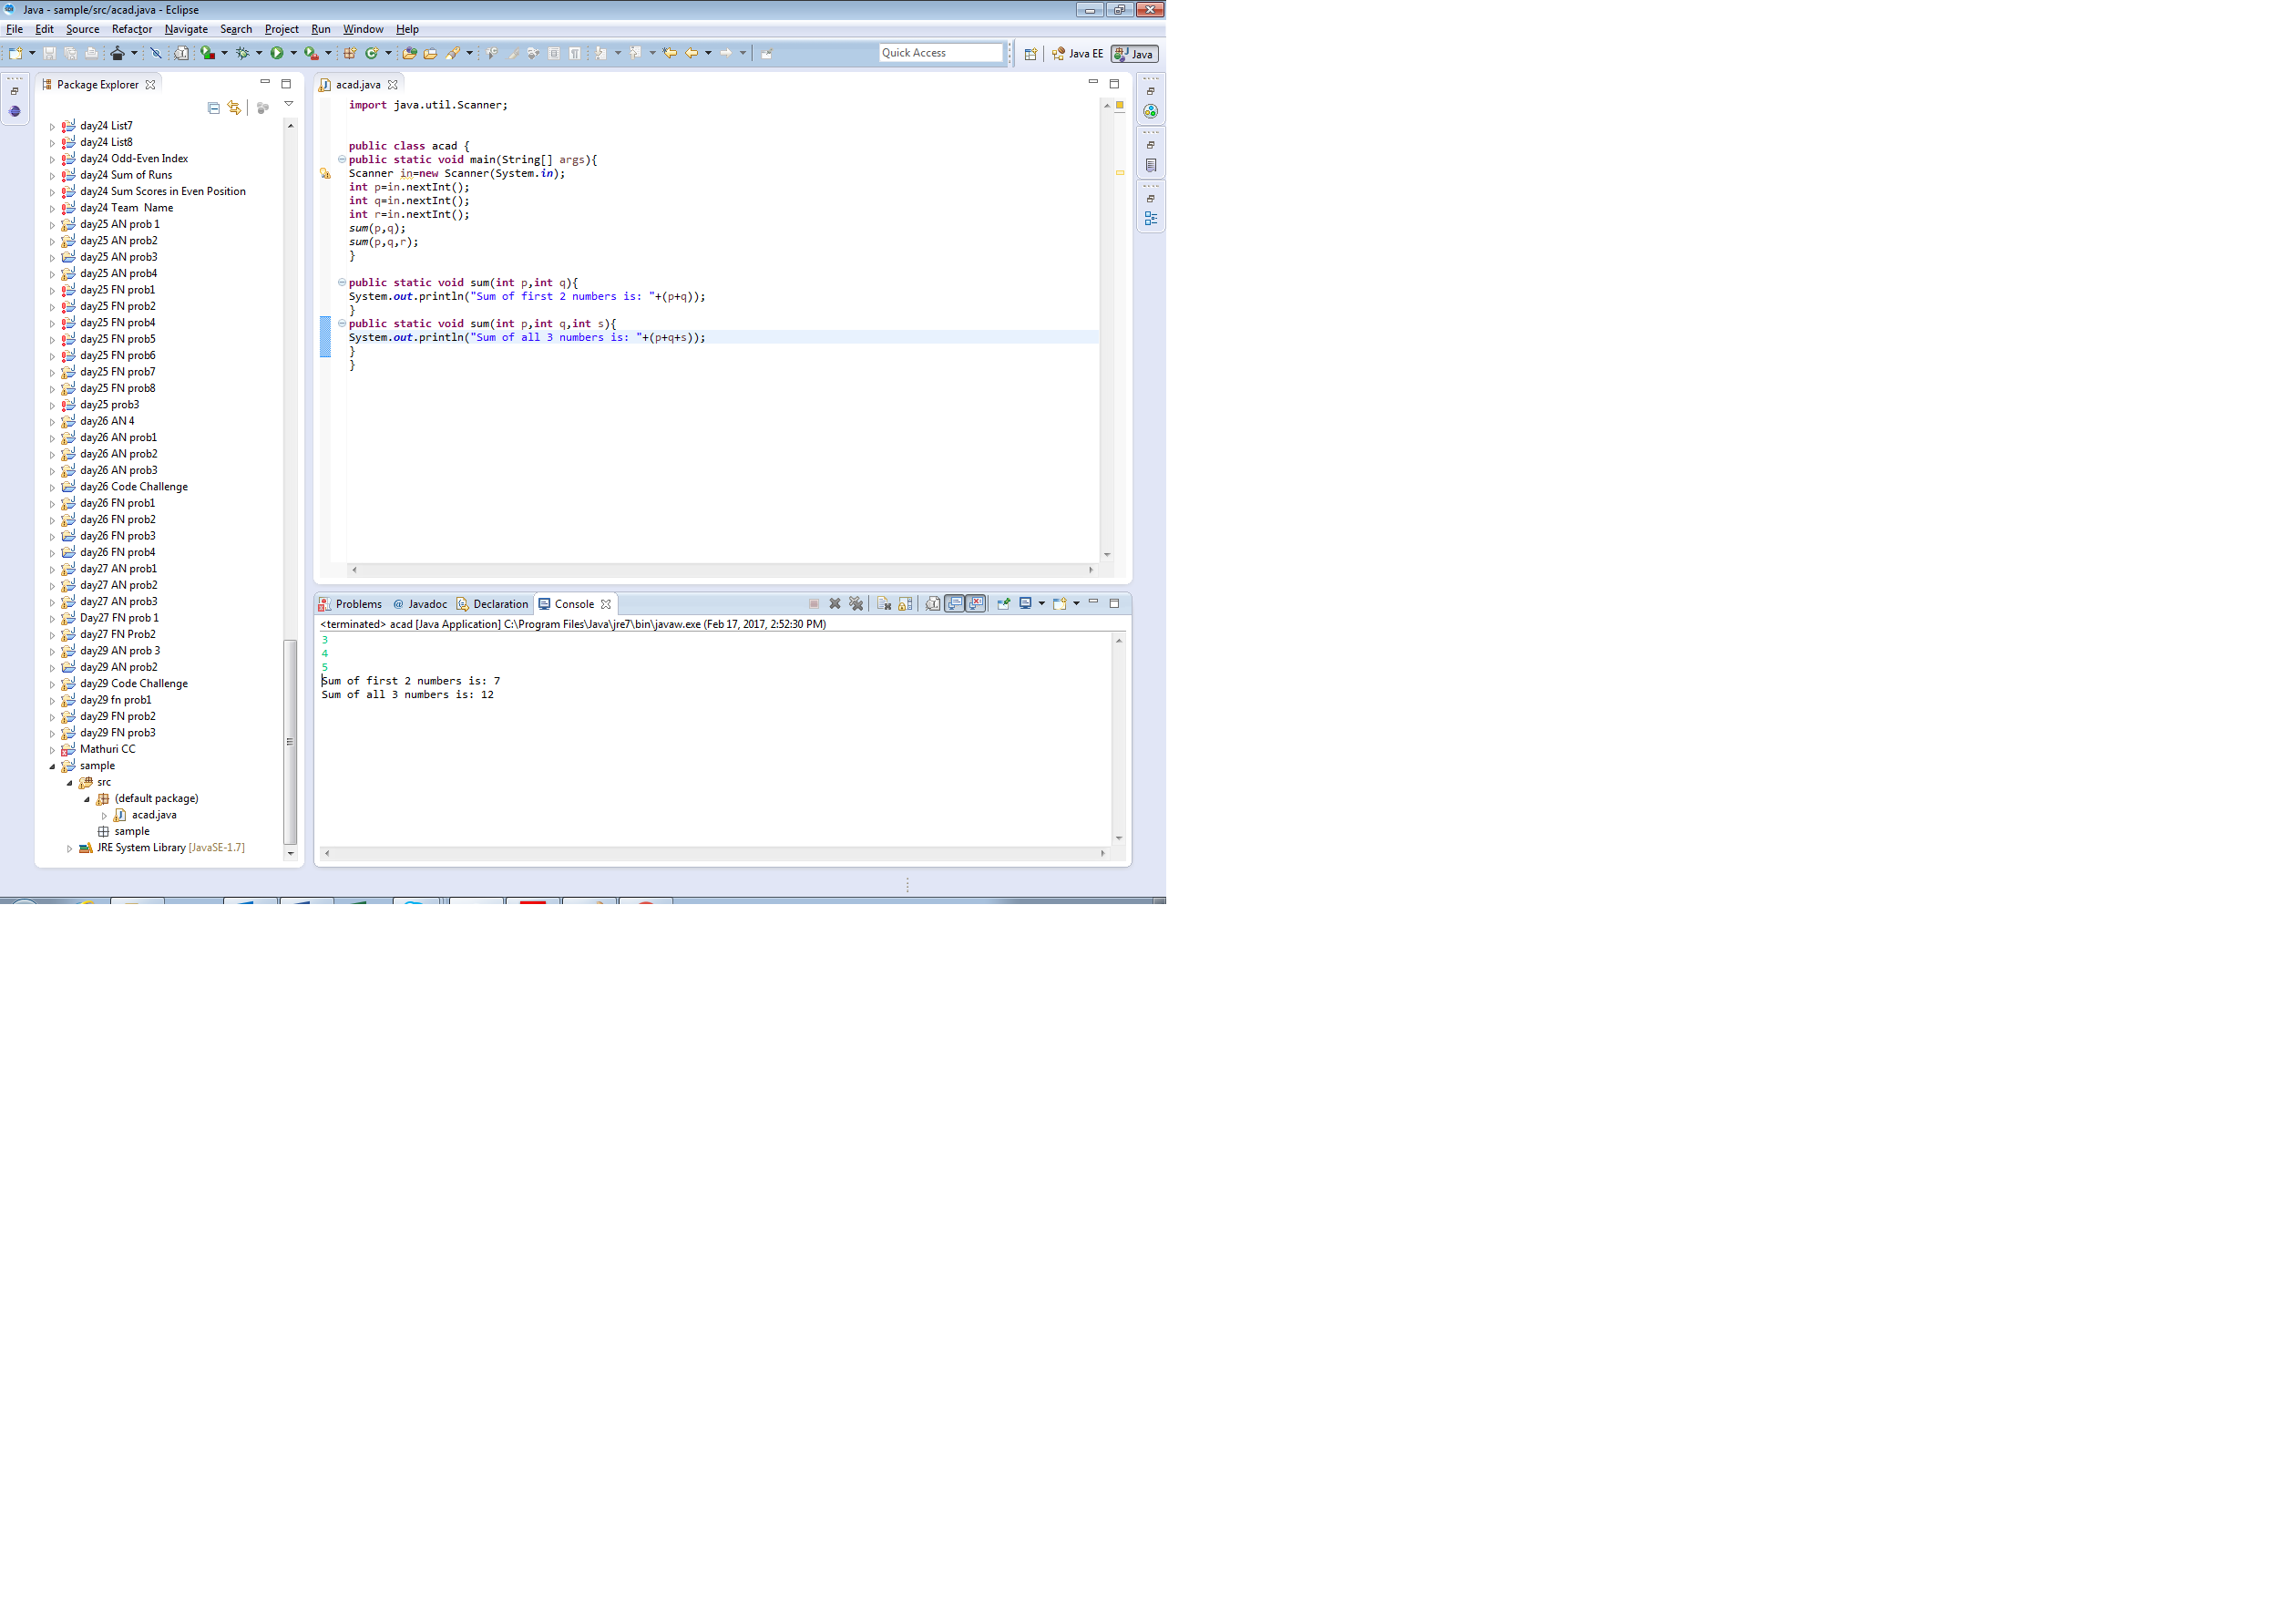 Java - sample/src/acad.java - Eclipse
File Edit Source Refactor Navigate Search Project Run Window Help
Quick Access
Java EE
Java
Package Explorer
day24 List7
day24 List8
day24 Odd-Even Index
day24 Sum of Runs
day24 Sum Scores in Even Position
day24 Team  Name
day25 AN prob 1
day25 AN prob2
day25 AN prob3
day25 AN prob4
day25 FN prob1
day25 FN prob2
day25 FN prob4
day25 FN prob5
day25 FN prob6
day25 FN prob7
day25 FN prob8
day25 prob3
day26 AN 4
day26 AN prob1
day26 AN prob2
day26 AN prob3
day26 Code Challenge
day26 FN prob1
day26 FN prob2
day26 FN prob3
day26 FN prob4
day27 AN prob1
day27 AN prob2
day27 AN prob3
Day27 FN prob 1
day27 FN Prob2
day29 AN prob 3
day29 AN prob2
day29 Code Challenge
day29 fn prob1
day29 FN prob2
day29 FN prob3
Mathuri CC
sample
src
(default package)
acad.java
sample
JRE System Library [JavaSE-1.7]
acad.java
import java.util.Scanner;
public class acad {
public static void main(String[] args){
Scanner in=new Scanner(System.in);
int p=in.nextInt();
int q=in.nextInt();
int r=in.nextInt();
sum(p,q);
sum(p,q,r);
}
public static void sum(int p,int q){
System.out.println("Sum of first 2 numbers is: "+(p+q));
}
public static void sum(int p,int q,int s){
System.out.println("Sum of all 3 numbers is: "+(p+q+s));
}
}
Problems @ Javadoc Declaration Console
<terminated> acad [Java Application] C:\Program Files\Java\jre7\bin\javaw.exe (Feb 17, 2017, 2:52:30 PM)
3
4
5
Sum of first 2 numbers is: 7
Sum of all 3 numbers is: 12